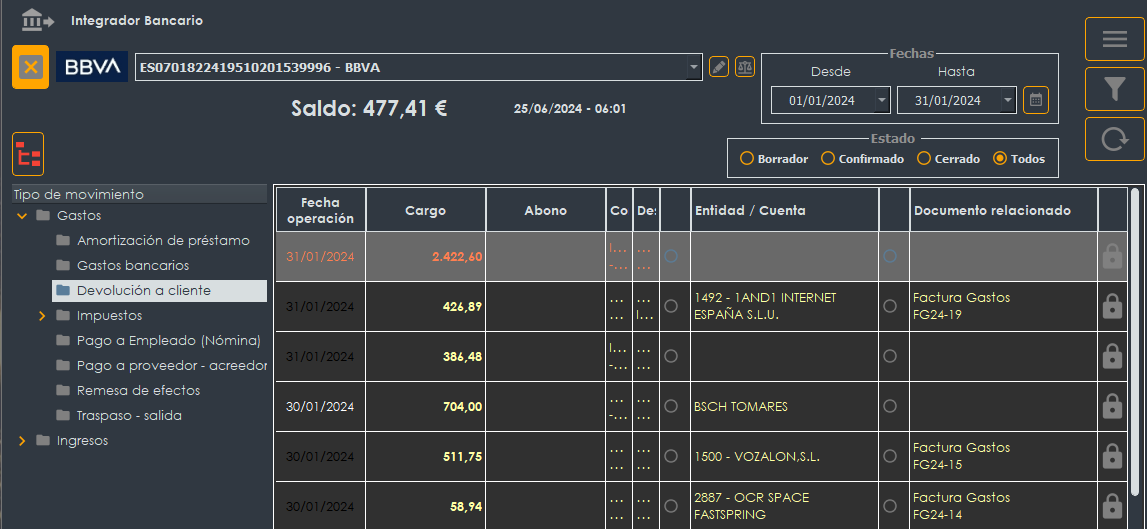 Integrador Bancario
BBVA
ES0701822419510201539996 - BBVA
Fechas
Desde
Hasta
01/01/2024
31/01/2024
Saldo: 477,41 €
25/06/2024 - 06:01
Estado
Borrador
Confirmado
Cerrado
Todos
Tipo de movimiento
Gastos
Amortización de préstamo
Gastos bancarios
Devolución a cliente
Impuestos
Pago a Empleado (Nómina)
Pago a proveedor - acreedor
Remesa de efectos
Traspaso - salida
Ingresos
Fecha operación Cargo Abono Co De: Entidad / Cuenta Documento relacionado
31/01/2024 2.422,60 I... -... ... ...
31/01/2024 426,89 ... ... ... I... 1492 - 1AND1 INTERNET ESPAÑA S.L.U. Factura Gastos FG24-19
31/01/2024 386,48 I... -... ... ...
30/01/2024 704,00 ... -... ... ... BSCH TOMARES
30/01/2024 511,75 ... ... ... ... 1500 - VOZALON,S.L. Factura Gastos FG24-15
30/01/2024 58,94 ... ... ... ... 2887 - OCR SPACE FASTSPRING Factura Gastos FG24-14